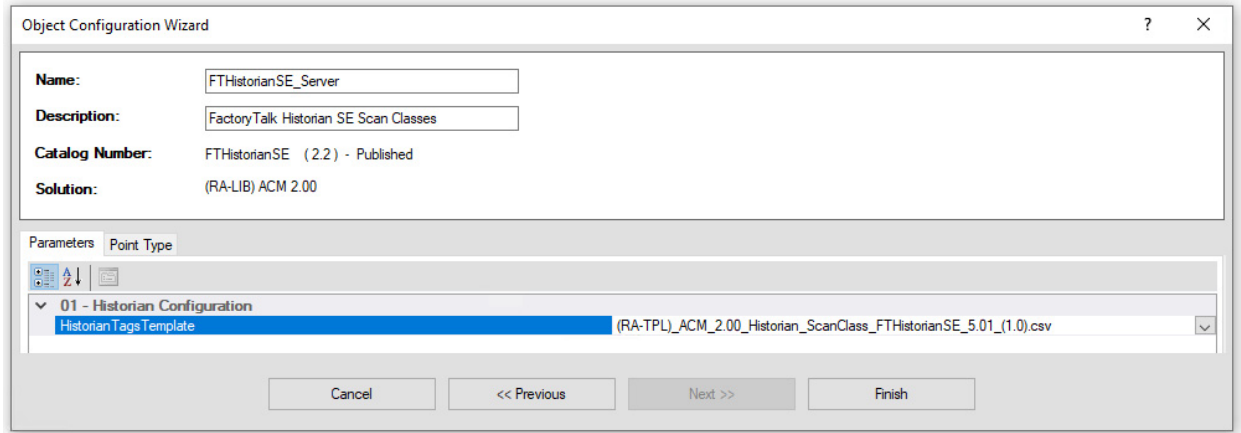 Object Configuration Wizard ? X
Name: FTHistorianSE_Server
Description: FactoryTalk Historian SE Scan Classes
Catalog Number: FTHistorianSE ( 2.2 ) - Published
Solution: (RA-LIB) ACM 2.00
Parameters Point Type
A Z
01 - Historian Configuration
HistorianTagsTemplate (RA-TPL)_ACM_2.00_Historian_ScanClass_FTHistorianSE_5.01_(1.0).csv
Cancel << Previous Next >> Finish